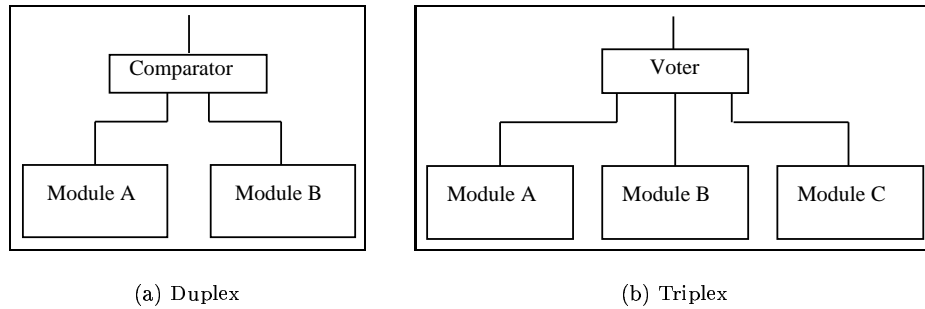 Comparator
Module A
Module B
(a) Duplex
Voter
Module A
Module B
Module C
(b) Triplex